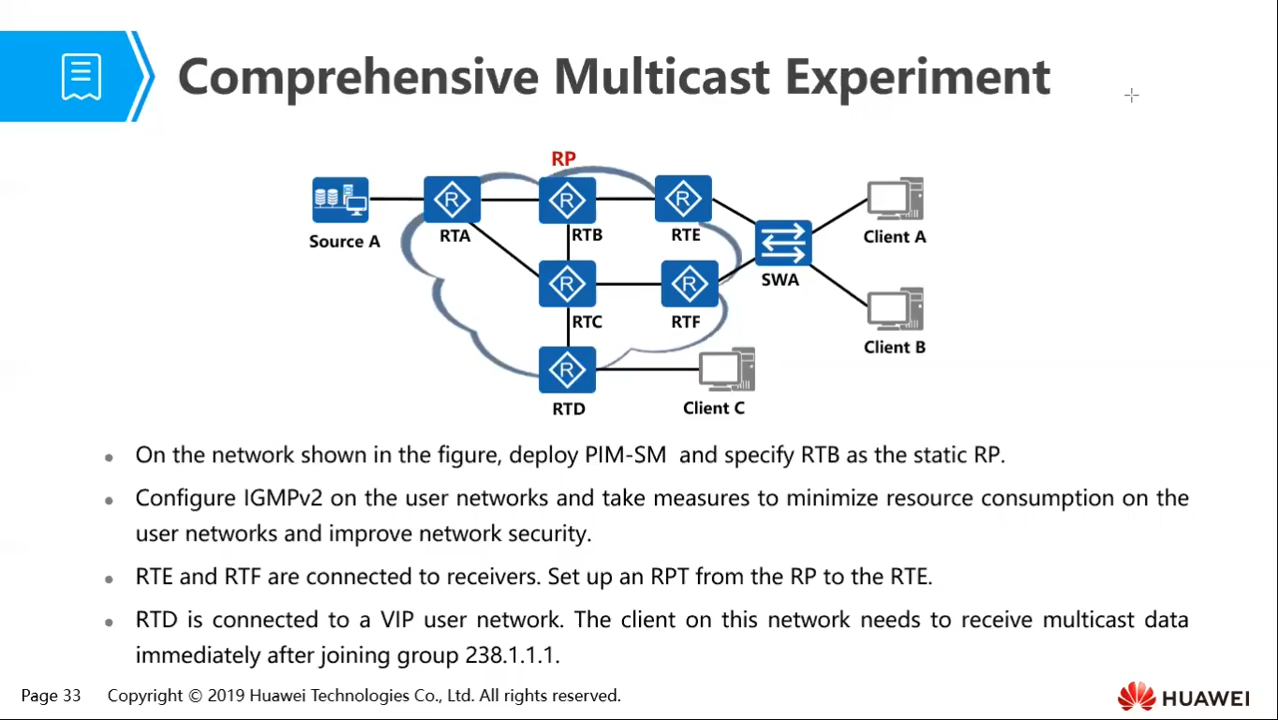 Comprehensive Multicast Experiment
RP
Source A
RTA
RTB
RTE
Client A
SWA
RTC
RTF
Client B
RTD
Client C
• On the network shown in the figure, deploy PIM-SM and specify RTB as the static RP.
• Configure IGMPv2 on the user networks and take measures to minimize resource consumption on the
user networks and improve network security.
• RTE and RTF are connected to receivers. Set up an RPT from the RP to the RTE.
• RTD is connected to a VIP user network. The client on this network needs to receive multicast data
immediately after joining group 238.1.1.1.
Page 33 Copyright © 2019 Huawei Technologies Co., Ltd. All rights reserved.
HUAWEI